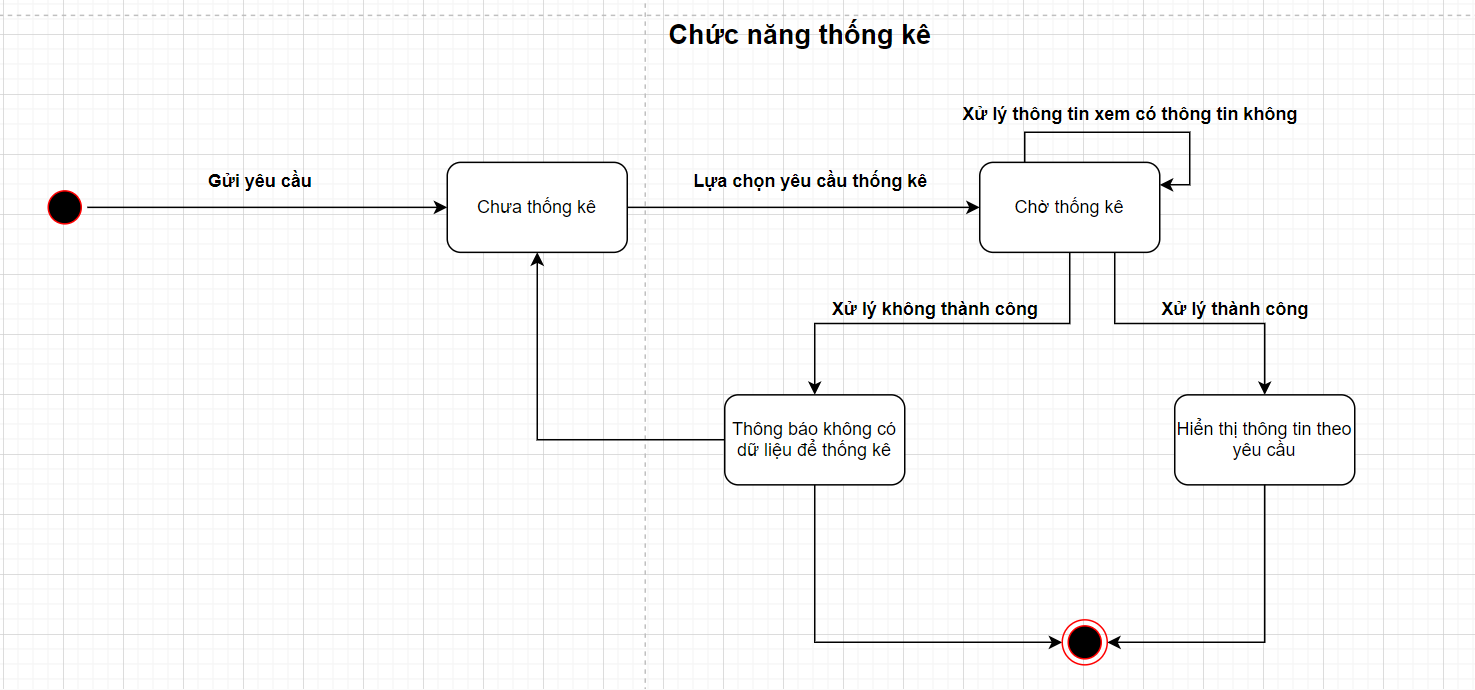 Chức năng thống kê
Xử lý thông tin xem có thông tin không
Gửi yêu cầu
Lựa chọn yêu cầu thống kê
Chưa thống kê
Chờ thống kê
Xử lý không thành công
Xử lý thành công
Thông báo không có
dữ liệu để thống kê
Hiển thị thông tin theo
yêu cầu